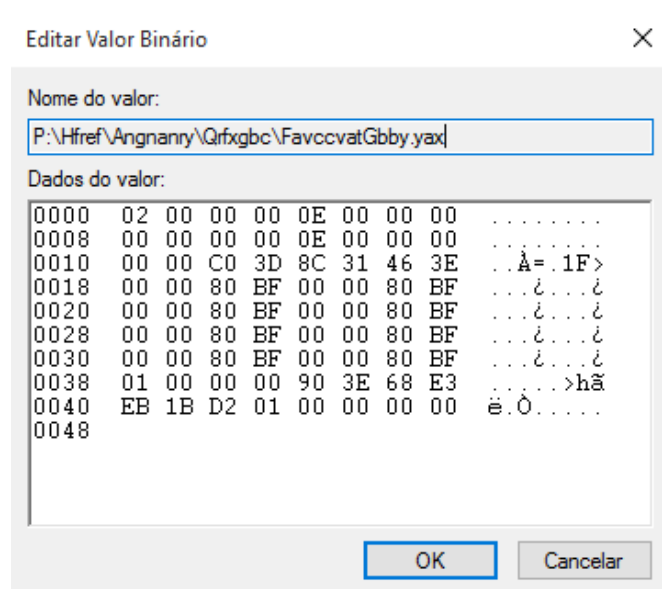 Editar Valor Binário
Nome do valor:
P:\Hfref\Angnanry\Qrfxgbc\FavccvatGbby.yax
Dados do valor:
0000 02 00 00 00 0E 00 00 00 ........
0008 00 00 00 00 0E 00 00 00 ........
0010 00 00 C0 3D 8C 31 46 3E ..À=.1F>
0018 00 00 80 BF 00 00 80 BF ...¿...¿
0020 00 00 80 BF 00 00 80 BF ...¿...¿
0028 00 00 80 BF 00 00 80 BF ...¿...¿
0030 00 00 80 BF 00 00 80 BF ...¿...¿
0038 01 00 00 00 90 3E 68 E3 .....>hã
0040 EB 1B D2 01 00 00 00 00 ë.Ò.....
0048
OK Cancelar